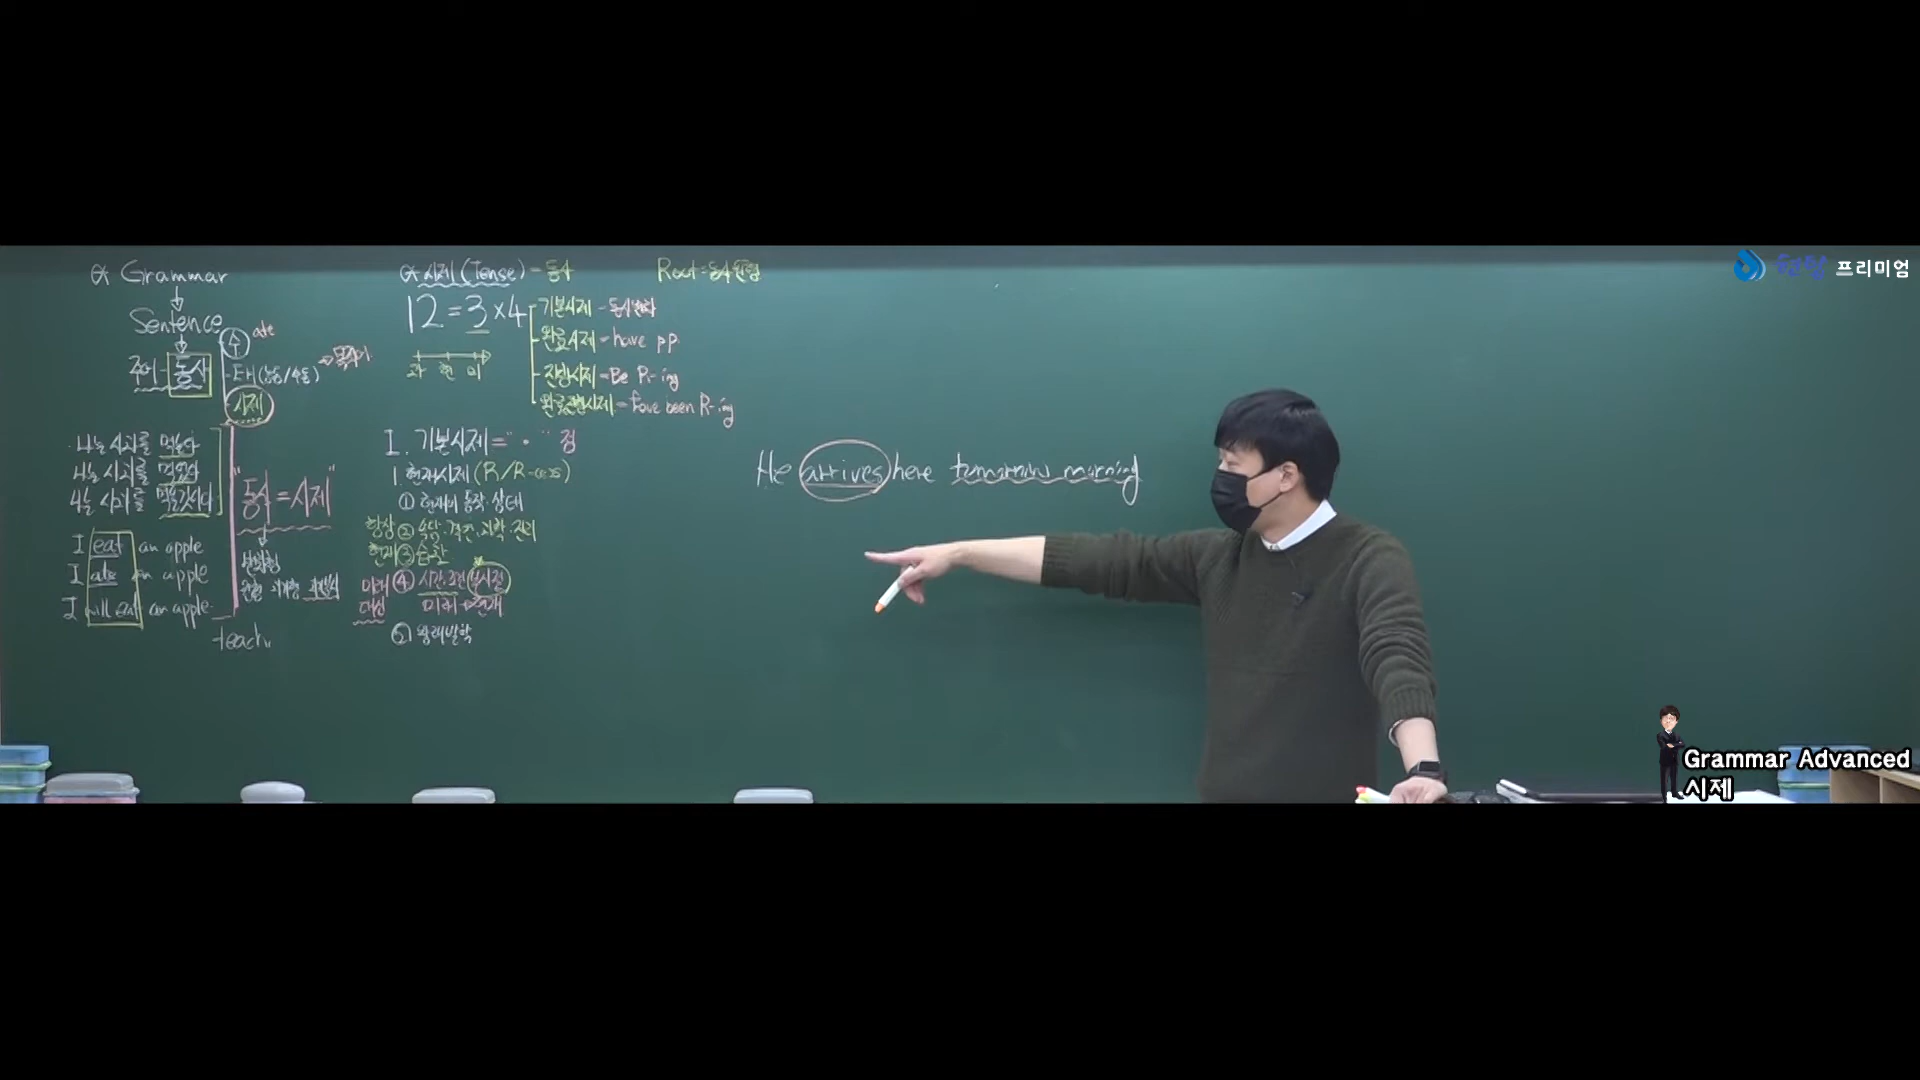 Grammar
Sentence
수
주어-동사
태(능동/수동)
시제
나는 사과를 먹는다
나는 사과를 먹었다
나는 사과를 먹을것이다
"동사=시제"
I eat an apple
I ate an apple
I will eat an apple.
teach
시제(Tense)-동사
Root=동사원형
12=3×4
기본시제-동사변화
완료시제-have pp
진행시제-Be R-ing
완료진행시제-have been R-ing
과 현 미
I. 기본시제="·" 점
1. 현재시제(R/R-(e)s)
① 현재의 동작·상태
항상 ② 속담·격언·과학·진리
현재 ③ 습관
미래 ④ 시간·조건 부사절
대신 미래→현재
⑤ 왕래발착
He arrives here tomorrow morning
프리미엄
Grammar Advanced
시제